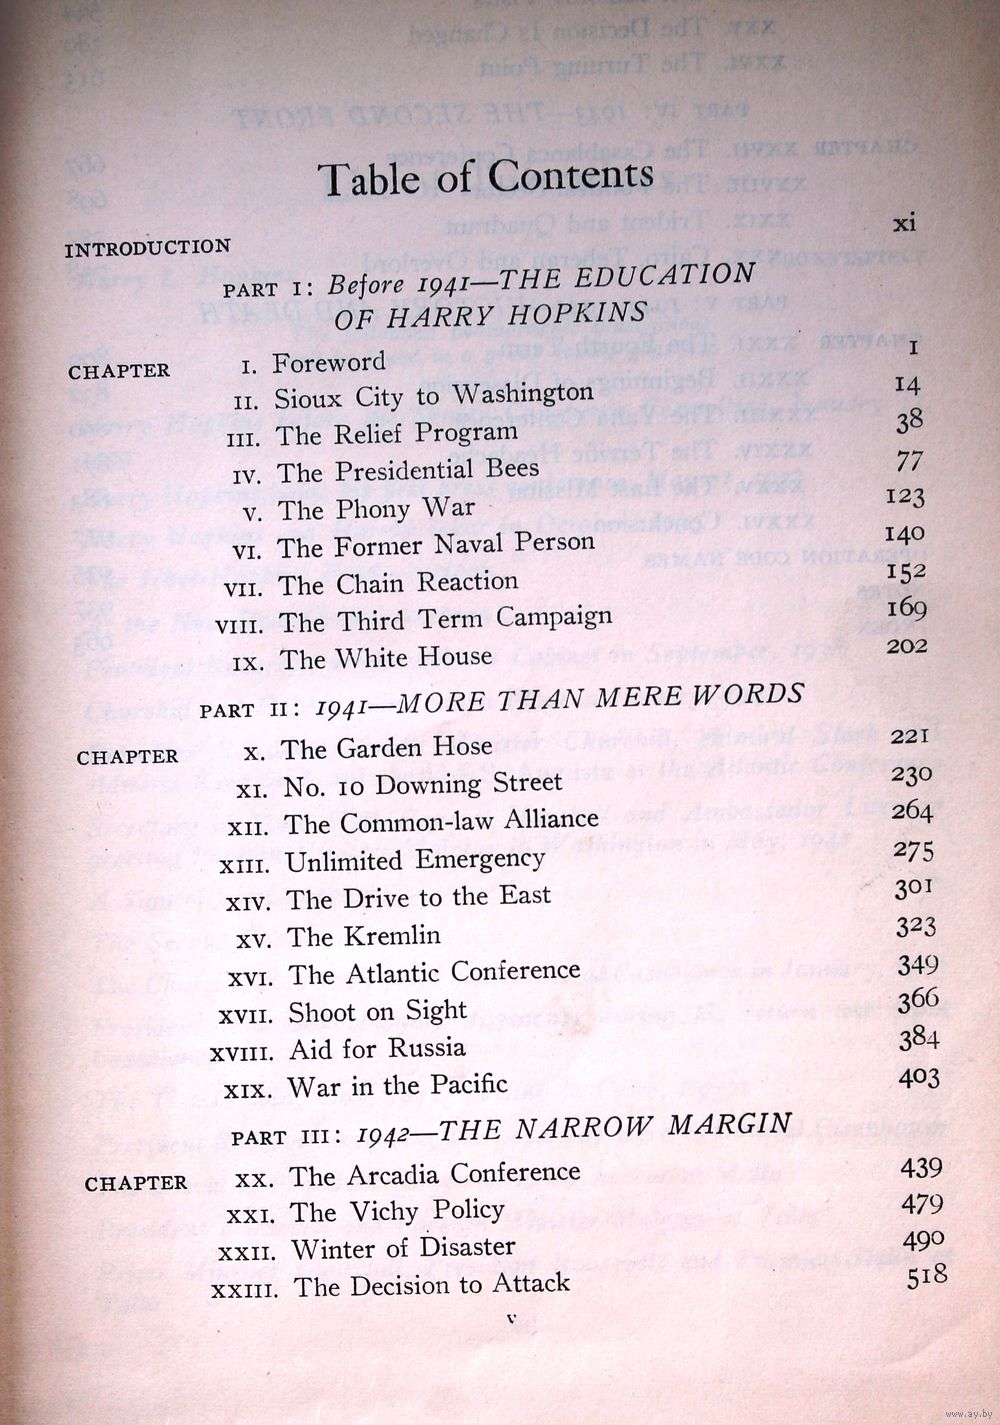 Table of Contents
INTRODUCTION xi
PART I: Before 1941—THE EDUCATION
OF HARRY HOPKINS
CHAPTER I. Foreword 1
II. Sioux City to Washington 14
III. The Relief Program 38
IV. The Presidential Bees 77
V. The Phony War 123
VI. The Former Naval Person 140
VII. The Chain Reaction 152
VIII. The Third Term Campaign 169
IX. The White House 202
PART II: 1941—MORE THAN MERE WORDS
CHAPTER X. The Garden Hose 221
XI. No. 10 Downing Street 230
XII. The Common-law Alliance 264
XIII. Unlimited Emergency 275
XIV. The Drive to the East 301
XV. The Kremlin 323
XVI. The Atlantic Conference 349
XVII. Shoot on Sight 366
XVIII. Aid for Russia 384
XIX. War in the Pacific 403
PART III: 1942—THE NARROW MARGIN
CHAPTER XX. The Arcadia Conference 439
XXI. The Vichy Policy 479
XXII. Winter of Disaster 490
XXIII. The Decision to Attack 518
v
www.ay.by